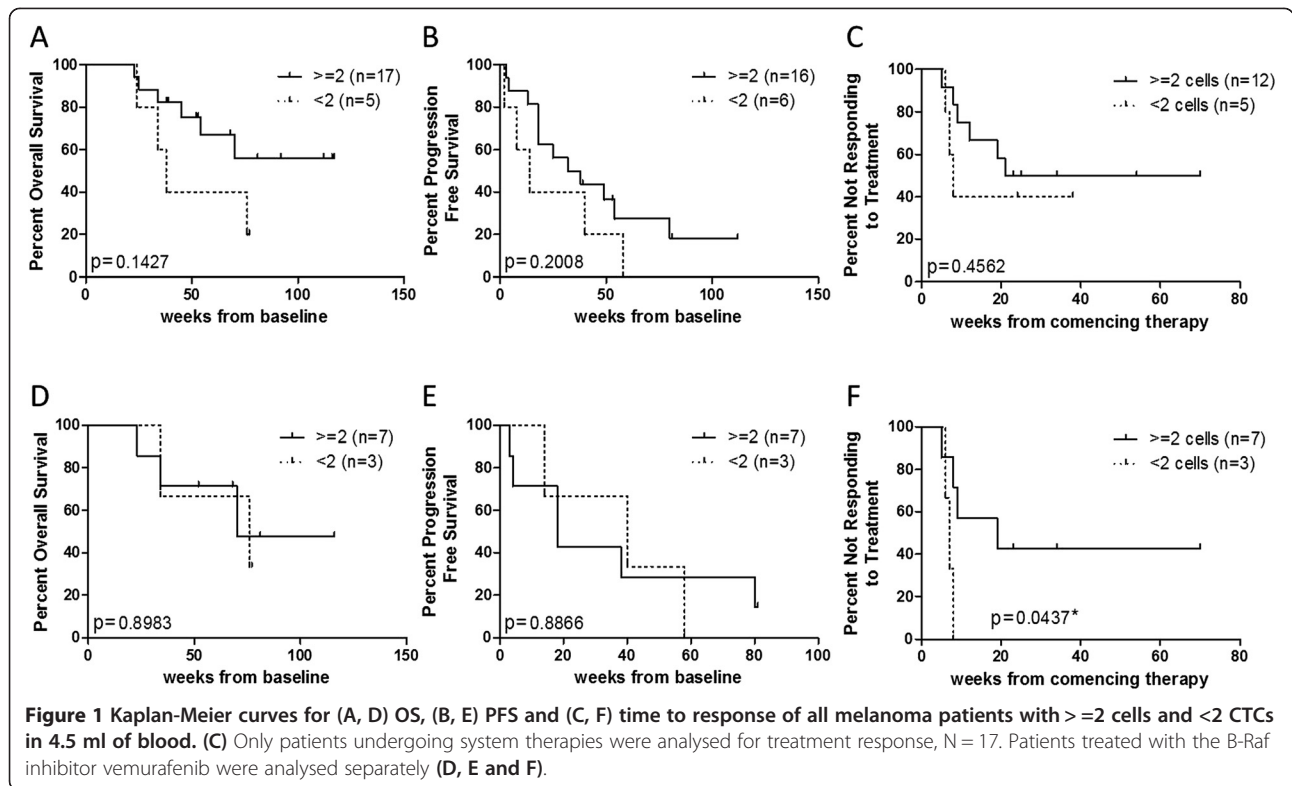 A
Percent Overall Survival
100
80
60
40
20
0
>=2 (n=17)
<2 (n=5)
p=0.1427
0 50 100 150
weeks from baseline
B
Percent Progression
Free Survival
100
80
60
40
20
0
>=2 (n=16)
<2 (n=6)
p=0.2008
0 50 100 150
weeks from baseline
C
Percent Not Responding
to Treatment
100
80
60
40
20
0
>=2 cells (n=12)
<2 cells (n=5)
p=0.4562
0 20 40 60 80
weeks from comencing therapy
D
Percent Overall Survival
100
80
60
40
20
0
>=2 (n=7)
<2 (n=3)
p=0.8983
0 50 100 150
weeks from baseline
E
Percent Progression
Free Survival
100
80
60
40
20
0
>=2 (n=7)
<2 (n=3)
p=0.8866
0 20 40 60 80 100
weeks from baseline
F
Percent Not Responding
to Treatment
100
80
60
40
20
0
>=2 cells (n=7)
<2 cells (n=3)
p=0.0437*
0 20 40 60 80
weeks from comencing therapy
Figure 1 Kaplan-Meier curves for (A, D) OS, (B, E) PFS and (C, F) time to response of all melanoma patients with > =2 cells and <2 CTCs
in 4.5 ml of blood. (C) Only patients undergoing system therapies were analysed for treatment response, N = 17. Patients treated with the B-Raf
inhibitor vemurafenib were analysed separately (D, E and F).